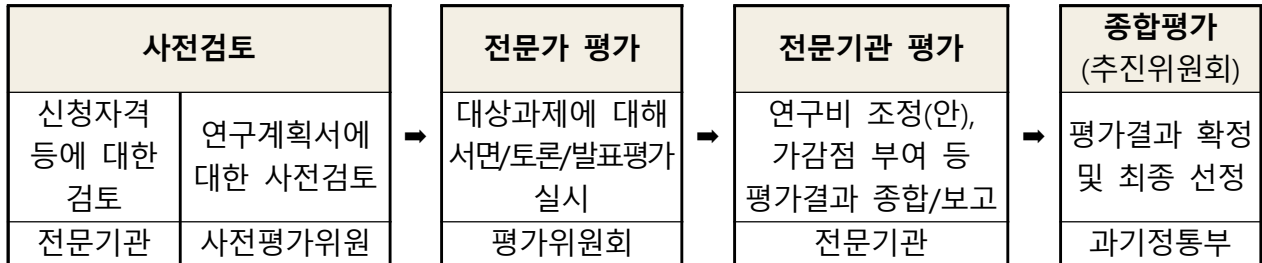 사전검토
신청자격
등에 대한
검토
연구계획서에
대한 사전검토
전문기관
사전평가위원
➡
전문가 평가
대상과제에 대해
서면/토론/발표평가
실시
평가위원회
➡
전문기관 평가
연구비 조정(안),
가감점 부여 등
평가결과 종합/보고
전문기관
➡
종합평가
(추진위원회)
평가결과 확정
및 최종 선정
과기정통부